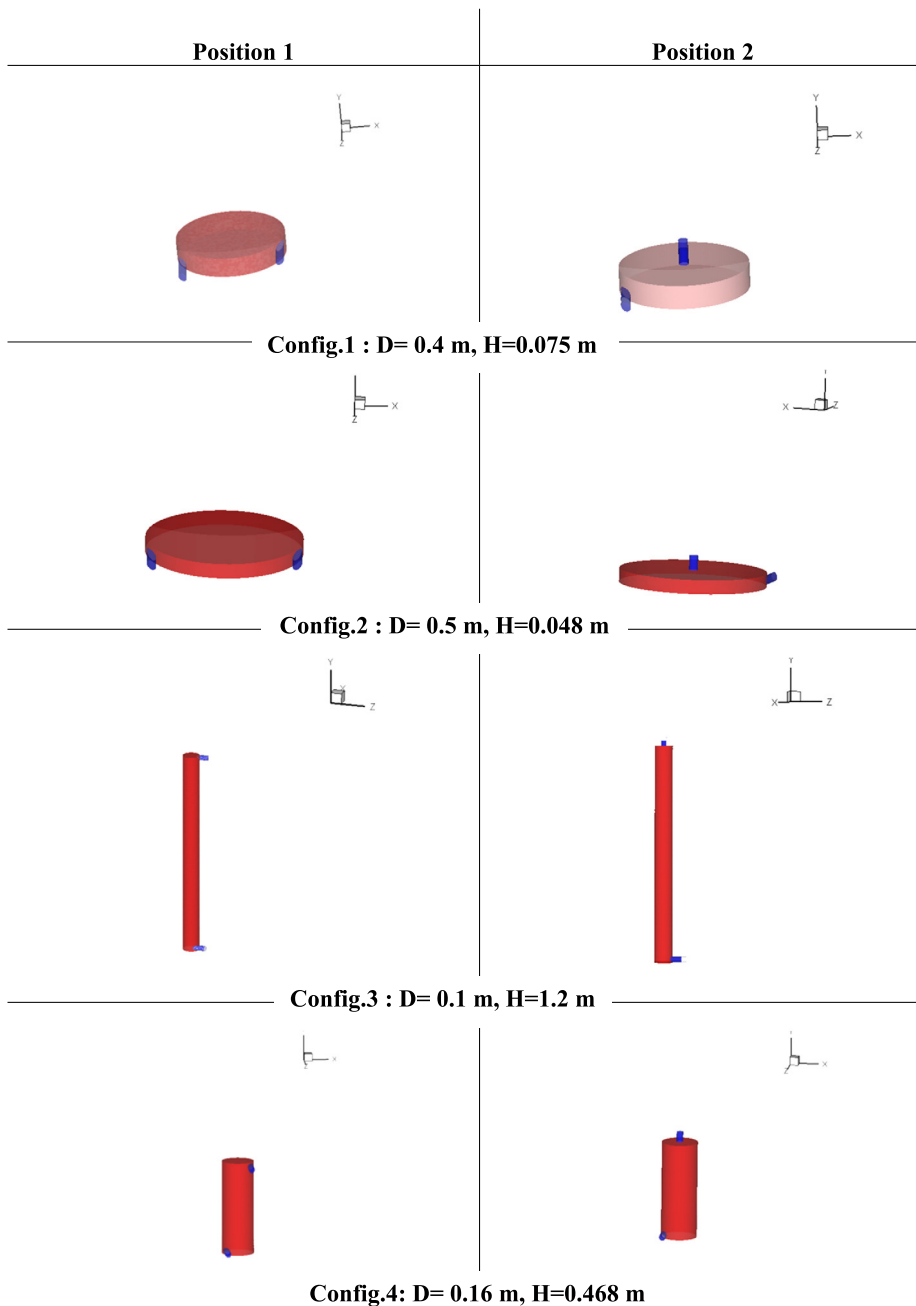 Position 1 Position 2
Y
X
Z
Y
X
Z
Config.1 : D= 0.4 m, H=0.075 m
X
Z
X
Z
Config.2 : D= 0.5 m, H=0.048 m
Y
Z
Y
X
Z
Config.3 : D= 0.1 m, H=1.2 m
X
Z
X
Z
Config.4: D= 0.16 m, H=0.468 m